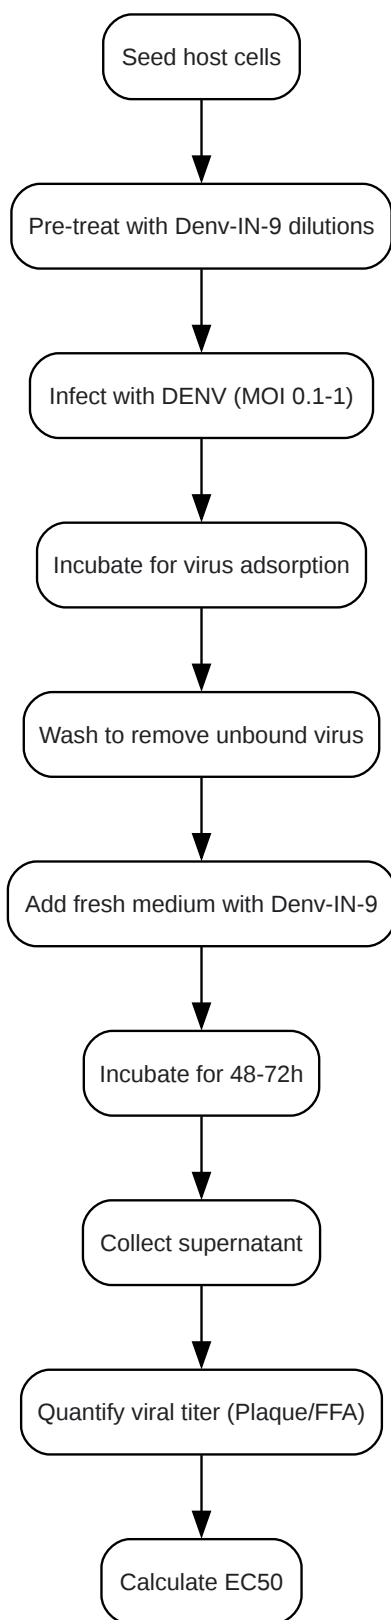 Seed host cells
Pre-treat with Denv-IN-9 dilutions
Infect with DENV (MOI 0.1-1)
Incubate for virus adsorption
Wash to remove unbound virus
Add fresh medium with Denv-IN-9
Incubate for 48-72h
Collect supernatant
Quantify viral titer (Plaque/FFA)
Calculate EC50